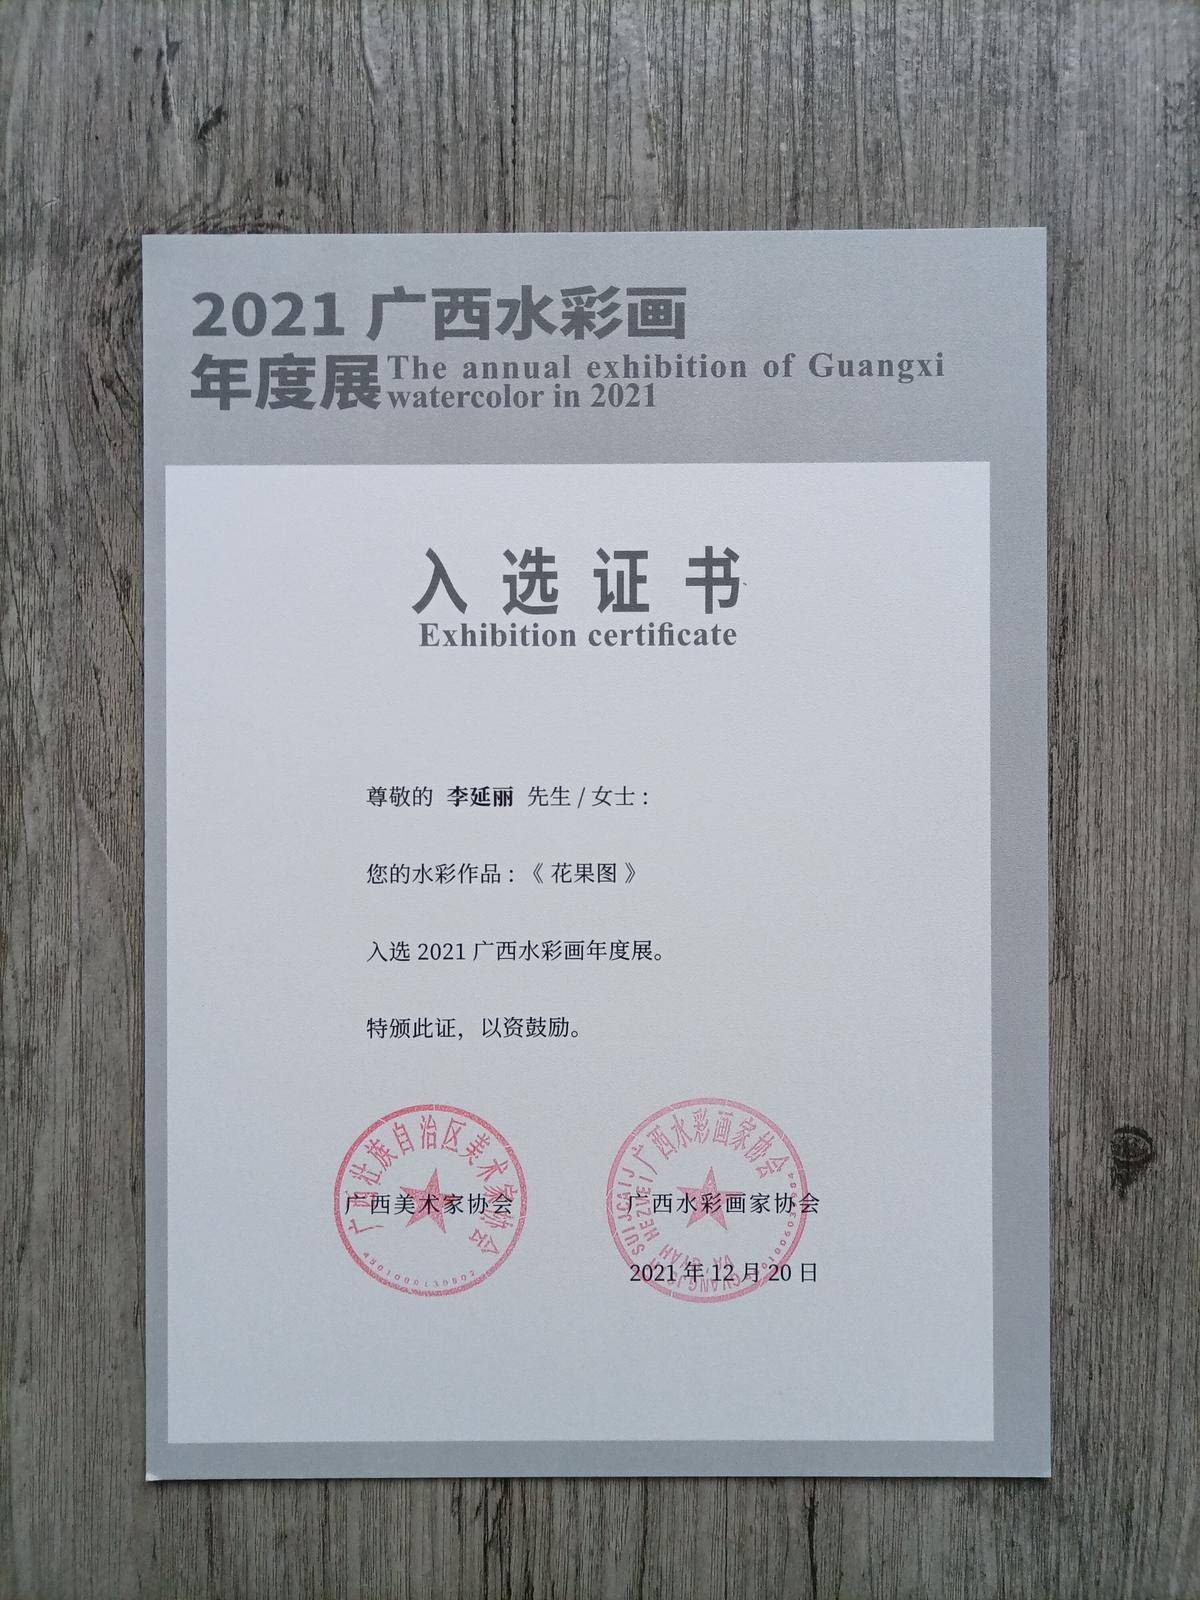 2021 广西水彩画
年度展
The annual exhibition of Guangxi
watercolor in 2021
入选证书
Exhibition certificate
尊敬的 李延丽 先生 / 女士：
您的水彩作品：《 花果图 》
入选 2021 广西水彩画年度展。
特颁此证，以资鼓励。
广西壮族自治区美术家协会
广西美术家协会
广西水彩画家协会
广西水彩画家协会
2021 年 12 月 20 日